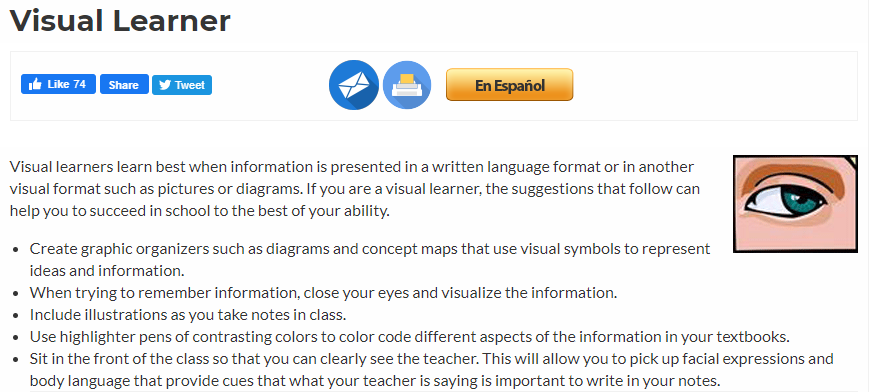 Visual Learner
Like 74 Share Tweet En Español
Visual learners learn best when information is presented in a written language format or in another
visual format such as pictures or diagrams. If you are a visual learner, the suggestions that follow can
help you to succeed in school to the best of your ability.
• Create graphic organizers such as diagrams and concept maps that use visual symbols to represent
ideas and information.
• When trying to remember information, close your eyes and visualize the information.
• Include illustrations as you take notes in class.
• Use highlighter pens of contrasting colors to color code different aspects of the information in your textbooks.
• Sit in the front of the class so that you can clearly see the teacher. This will allow you to pick up facial expressions and
body language that provide cues that what your teacher is saying is important to write in your notes.